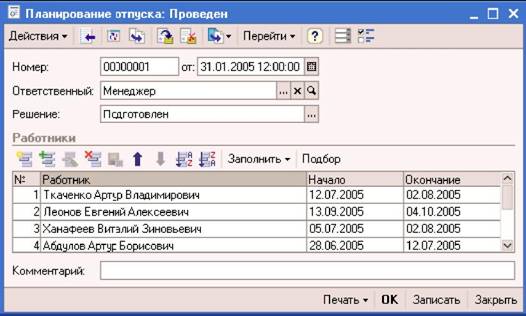 Планирование отпуска: Проведен
Действия Перейти ?
Номер: 00000001 от: 31.01.2005 12:00:00
Ответственный: Менеджер ... x
Решение: Подготовлен ...
Работники
Заполнить Подбор
№ Работник Начало Окончание
1 Ткаченко Артур Владимирович 12.07.2005 02.08.2005
2 Леонов Евгений Алексеевич 13.09.2005 04.10.2005
3 Ханафеев Виталий Зиновьевич 05.07.2005 02.08.2005
4 Абдулов Артур Борисович 28.06.2005 12.07.2005
Комментарий:
Печать OK Записать Закрыть